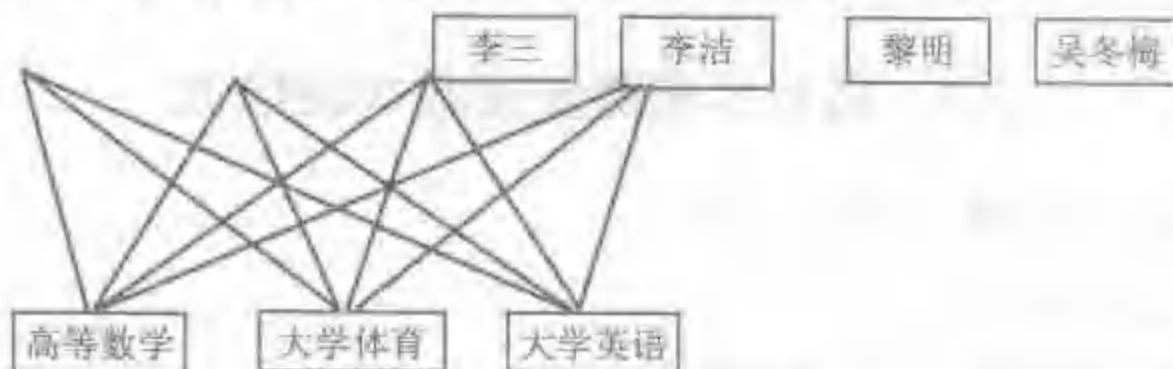 李三 李洁 黎明 吴冬梅
高等数学 大学体育 大学英语